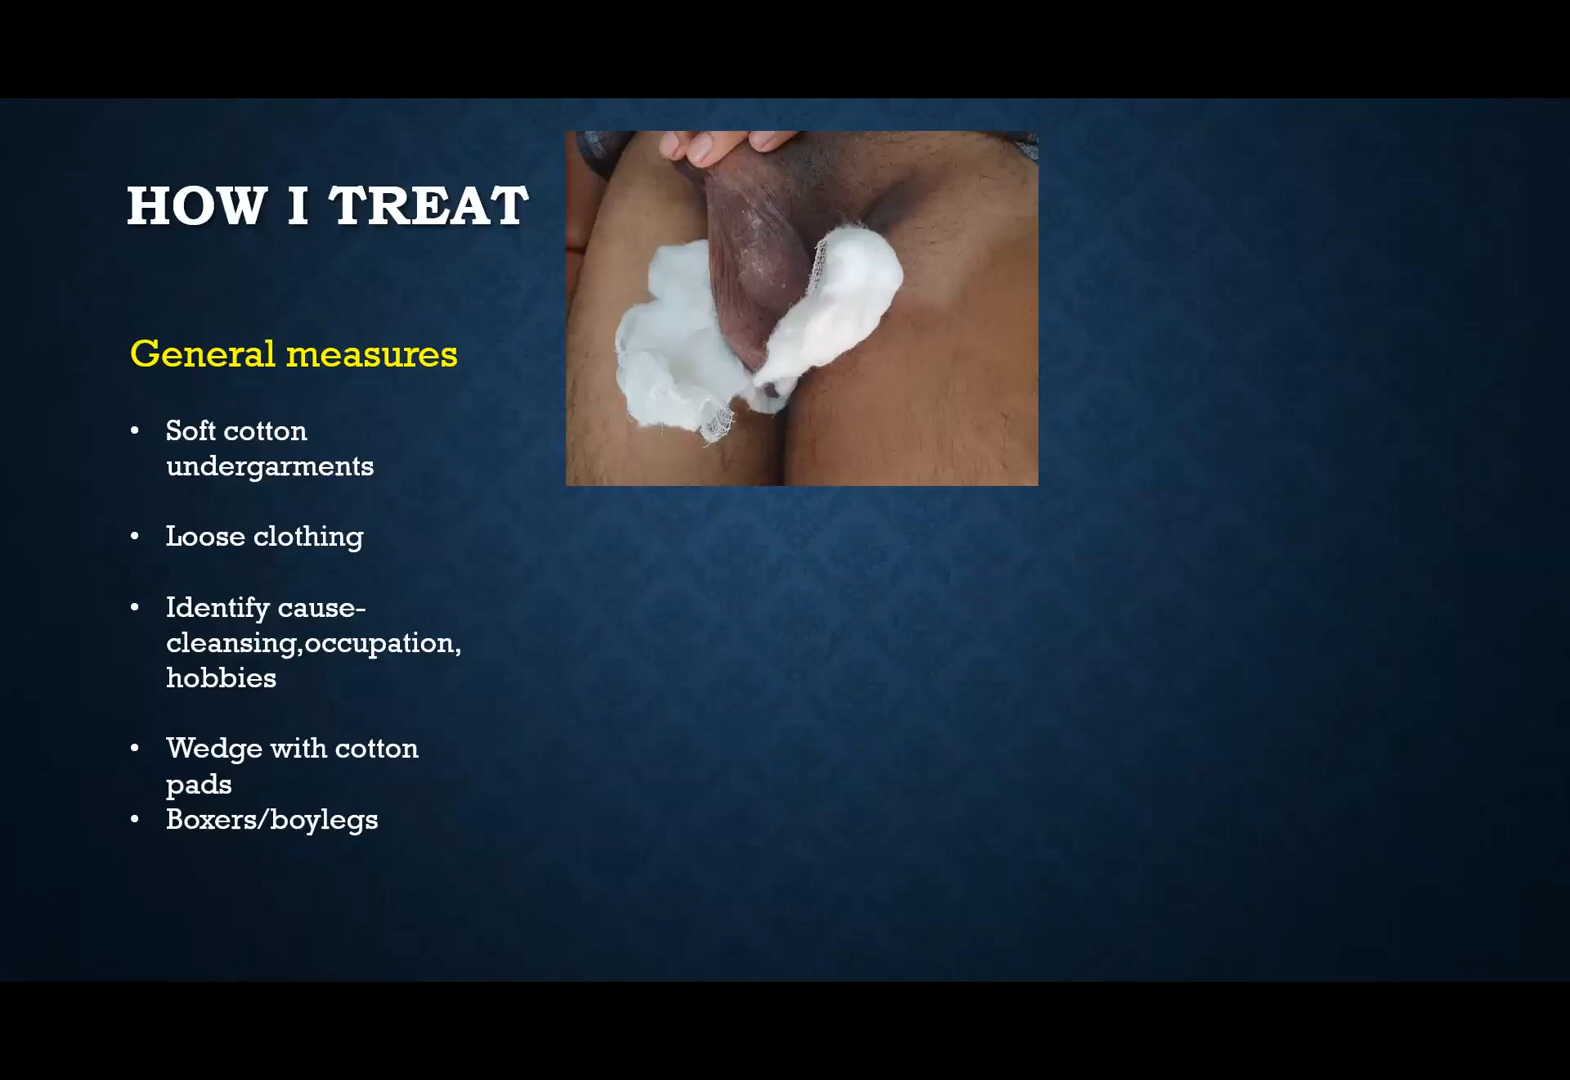 HOW I TREAT
General measures
• Soft cotton
undergarments
• Loose clothing
• Identify cause-
cleansing,occupation,
hobbies
• Wedge with cotton
pads
• Boxers/boylegs